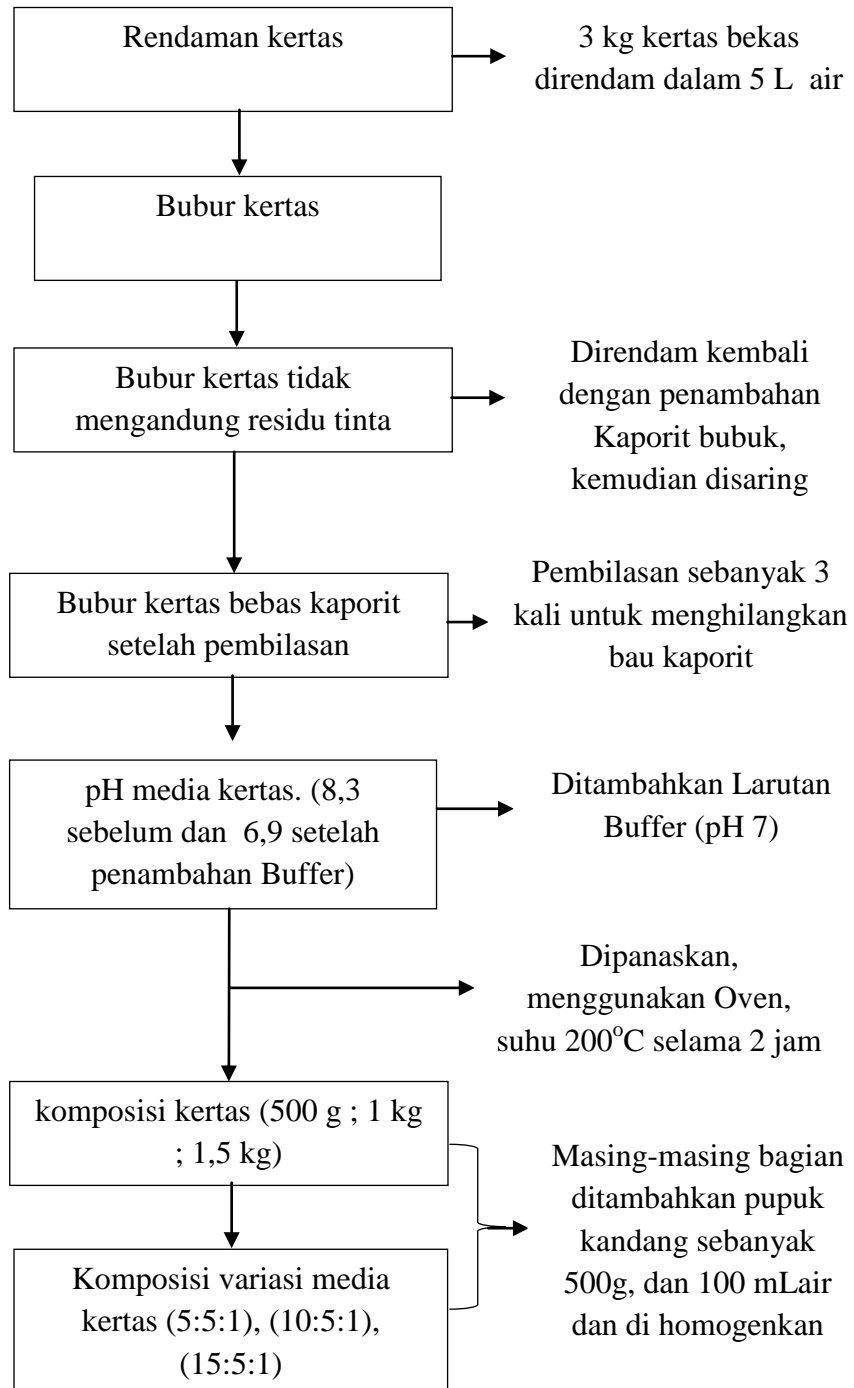 Rendaman kertas
3 kg kertas bekas
direndam dalam 5 L air
Bubur kertas
Bubur kertas tidak
mengandung residu tinta
Direndam kembali
dengan penambahan
Kaporit bubuk,
kemudian disaring
Bubur kertas bebas kaporit
setelah pembilasan
Pembilasan sebanyak 3
kali untuk menghilangkan
bau kaporit
pH media kertas. (8,3
sebelum dan 6,9 setelah
penambahan Buffer)
Ditambahkan Larutan
Buffer (pH 7)
Dipanaskan,
menggunakan Oven,
suhu 200°C selama 2 jam
komposisi kertas (500 g ; 1 kg
; 1,5 kg)
Masing-masing bagian
ditambahkan pupuk
kandang sebanyak
500g, dan 100 mLair
dan di homogenkan
Komposisi variasi media
kertas (5:5:1), (10:5:1),
(15:5:1)